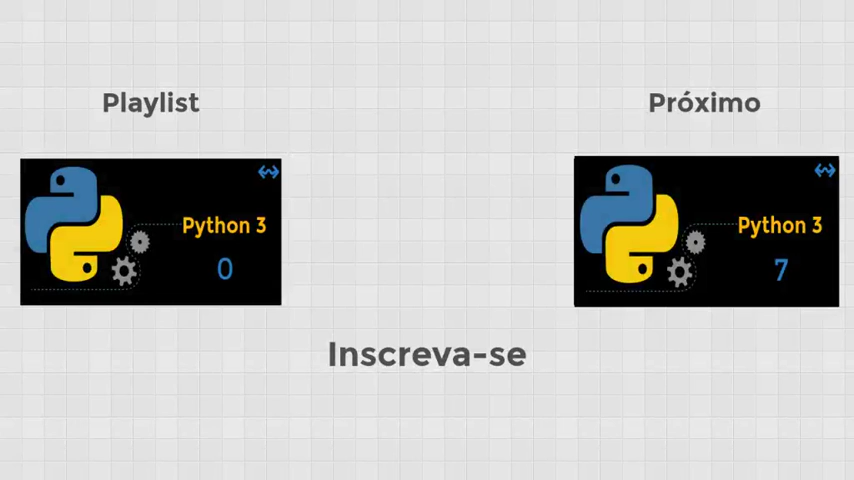 Playlist
Próximo
Python 3
0
Python 3
7
Inscreva-se